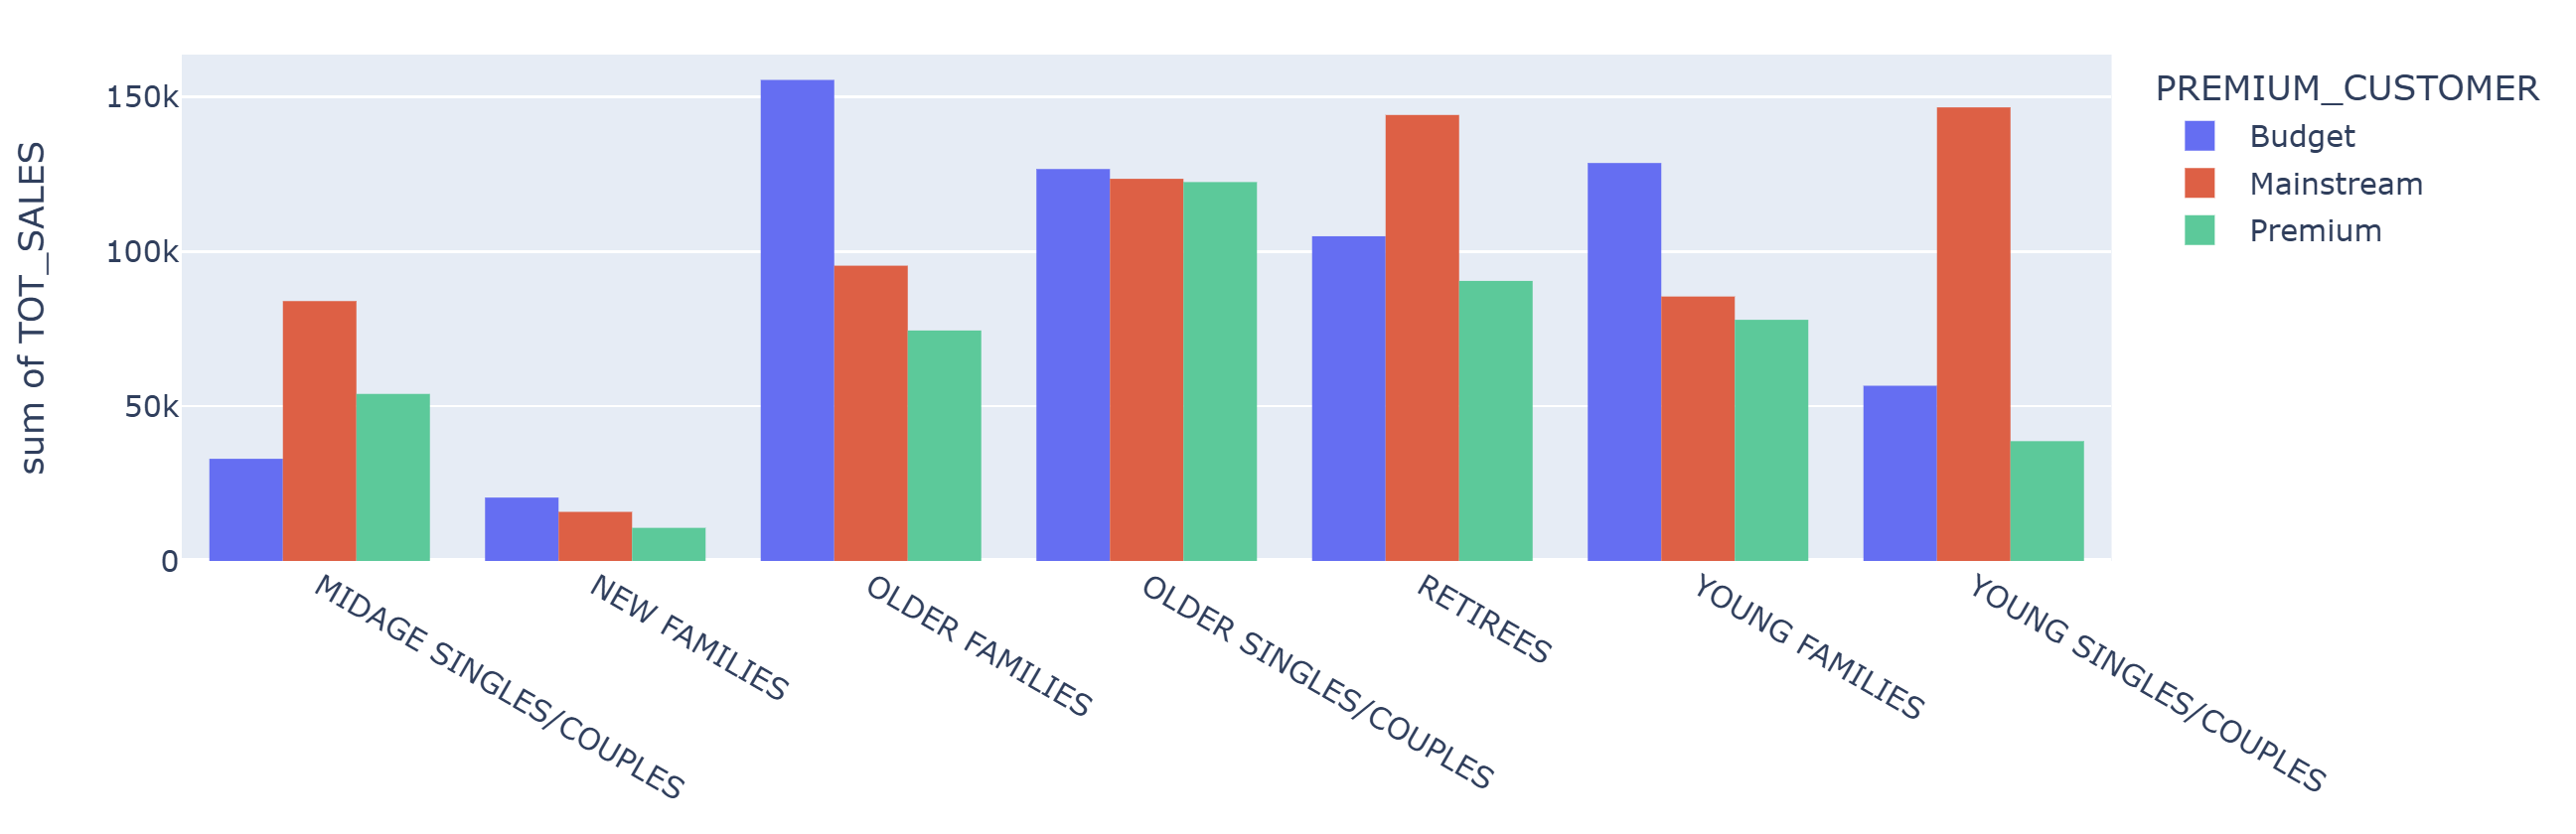 sum of TOT_SALES
150k
100k
50k
0
MIDAGE SINGLES/COUPLES
NEW FAMILIES
OLDER FAMILIES
OLDER SINGLES/COUPLES
RETIREES
YOUNG FAMILIES
YOUNG SINGLES/COUPLES
PREMIUM_CUSTOMER
Budget
Mainstream
Premium